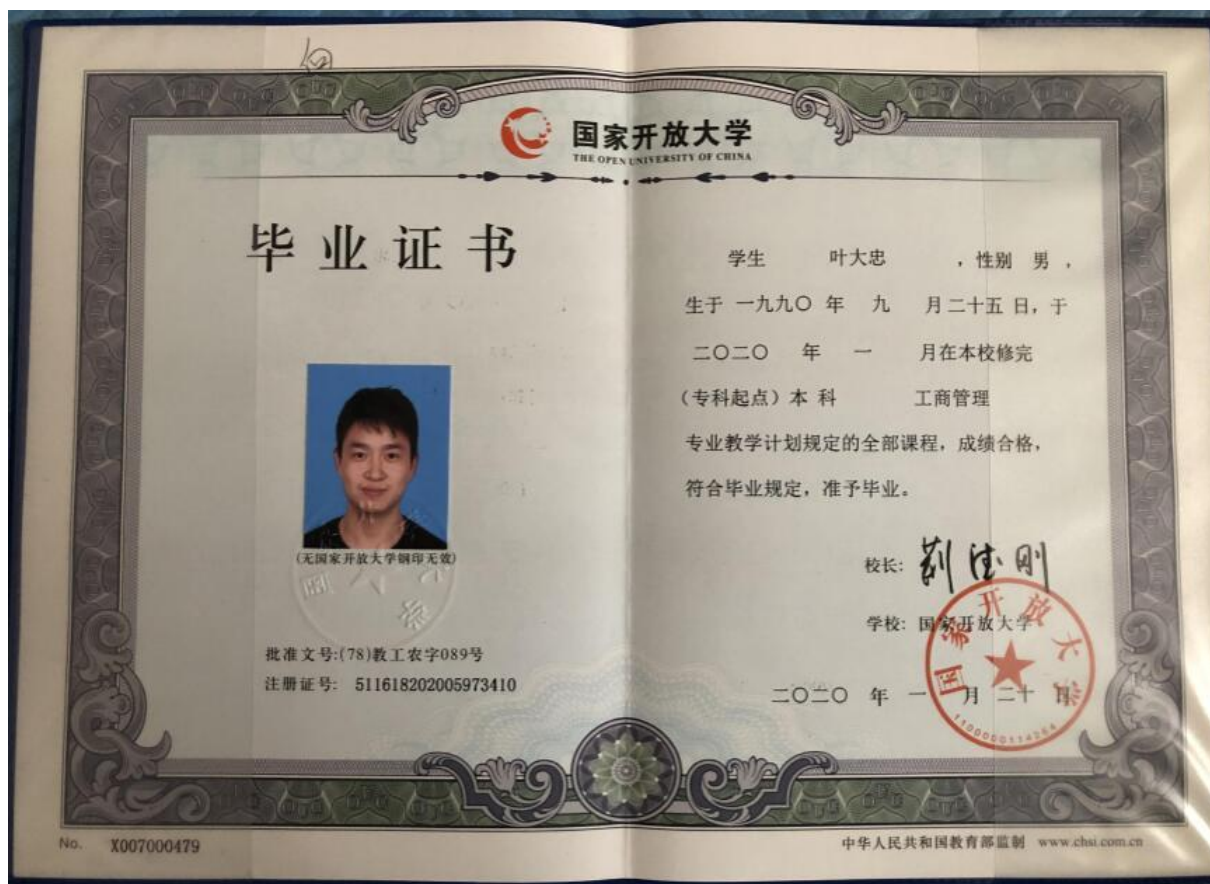 国家开放大学
THE OPEN UNIVERSITY OF CHINA
毕业证书
(无国家开放大学钢印无效)
批准文号:(78)教工农字089号
注册证号: 511618202005973410
学生 叶大忠 ,性别 男 ,
生于 一九九〇 年 九 月二十五 日,于
二〇二〇 年 一 月在本校修完
(专科起点)本科 工商管理
专业教学计划规定的全部课程,成绩合格,
符合毕业规定,准予毕业。
校长:
学校: 国家开放大学
二〇二〇 年 一 月 二十 日
国家开放大学
1100000114264
No. X007000479
中华人民共和国教育部监制 www.chsi.com.cn